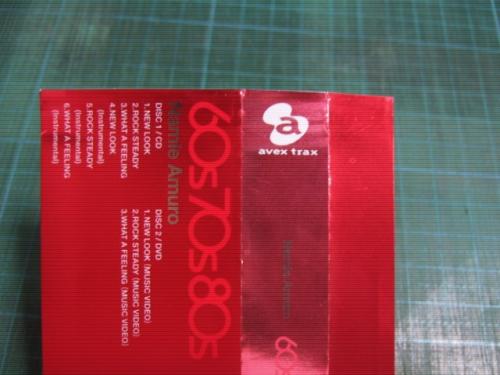 60s70s80s
Namie Amuro
DISC 1 / CD
1.NEW LOOK
2.ROCK STEADY
3.WHAT A FEELING
4.NEW LOOK
(Instrumental)
5.ROCK STEADY
(Instrumental)
6.WHAT A FEELING
(Instrumental)
DISC 2 / DVD
1.NEW LOOK (MUSIC VIDEO)
2.ROCK STEADY (MUSIC VIDEO)
3.WHAT A FEELING (MUSIC VIDEO)
a
avex trax
Namie Amuro
60s